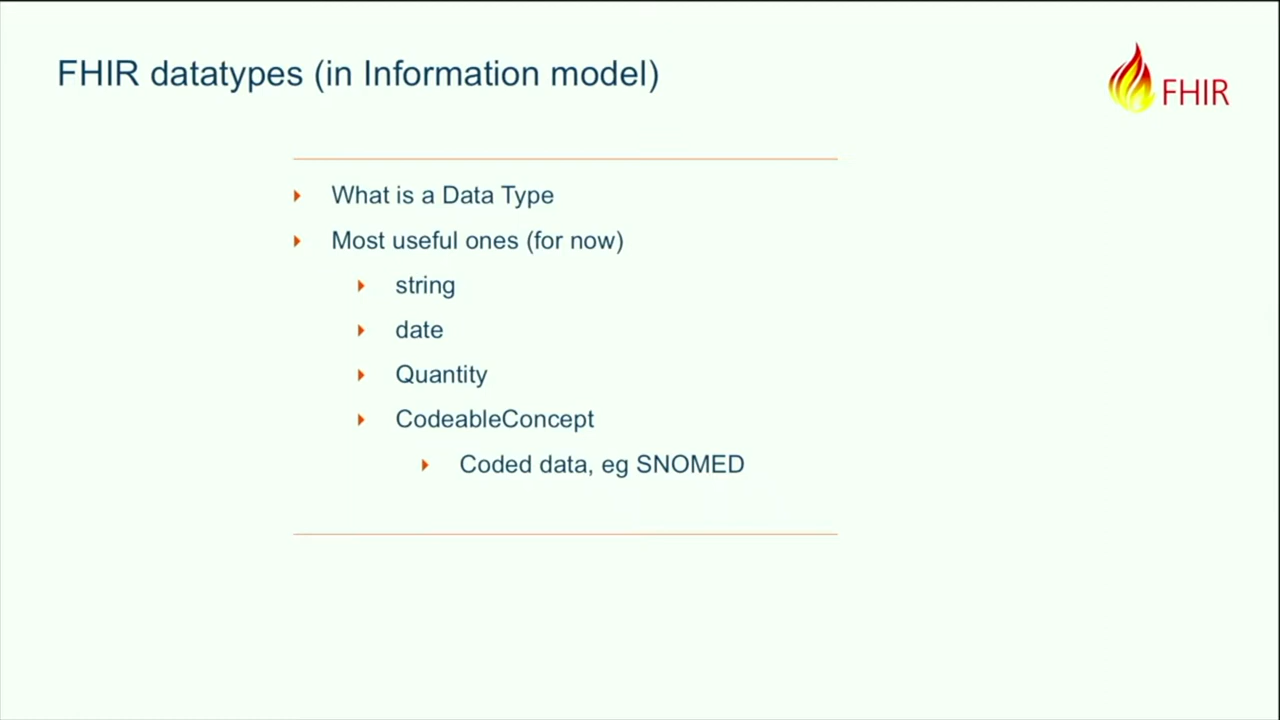 FHIR datatypes (in Information model)
FHIR
What is a Data Type
Most useful ones (for now)
string
date
Quantity
CodeableConcept
Coded data, eg SNOMED